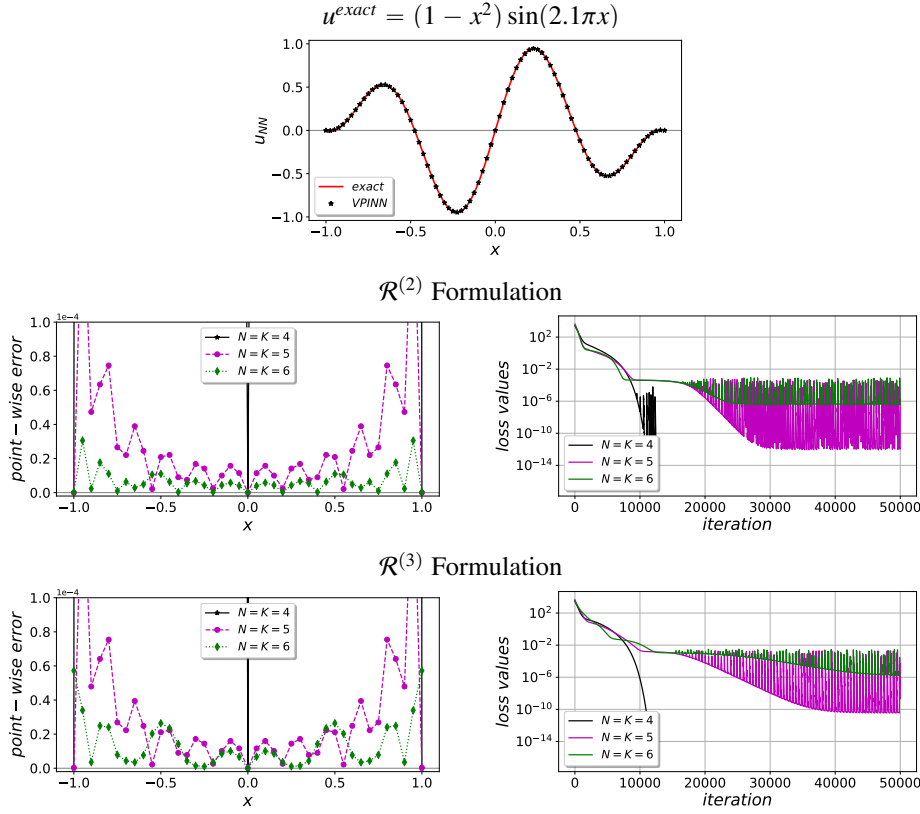 u^{exact} = (1 − x^2) sin(2.1πx)
1.0
0.5
0.0
−0.5
−1.0
u_{NN}
exact
VPINN
−1.0 −0.5 0.0 0.5 1.0
x
R^{(2)} Formulation
1e−4
1.0
0.8
0.6
0.4
0.2
0.0
point − wise error
N = K = 4
N = K = 5
N = K = 6
−1.0 −0.5 0.0 0.5 1.0
x
10^2
10^{−2}
10^{−6}
10^{−10}
10^{−14}
loss values
N = K = 4
N = K = 5
N = K = 6
0 10000 20000 30000 40000 50000
iteration
R^{(3)} Formulation
1e−4
1.0
0.8
0.6
0.4
0.2
0.0
point − wise error
N = K = 4
N = K = 5
N = K = 6
−1.0 −0.5 0.0 0.5 1.0
x
10^2
10^{−2}
10^{−6}
10^{−10}
10^{−14}
loss values
N = K = 4
N = K = 5
N = K = 6
0 10000 20000 30000 40000 50000
iteration